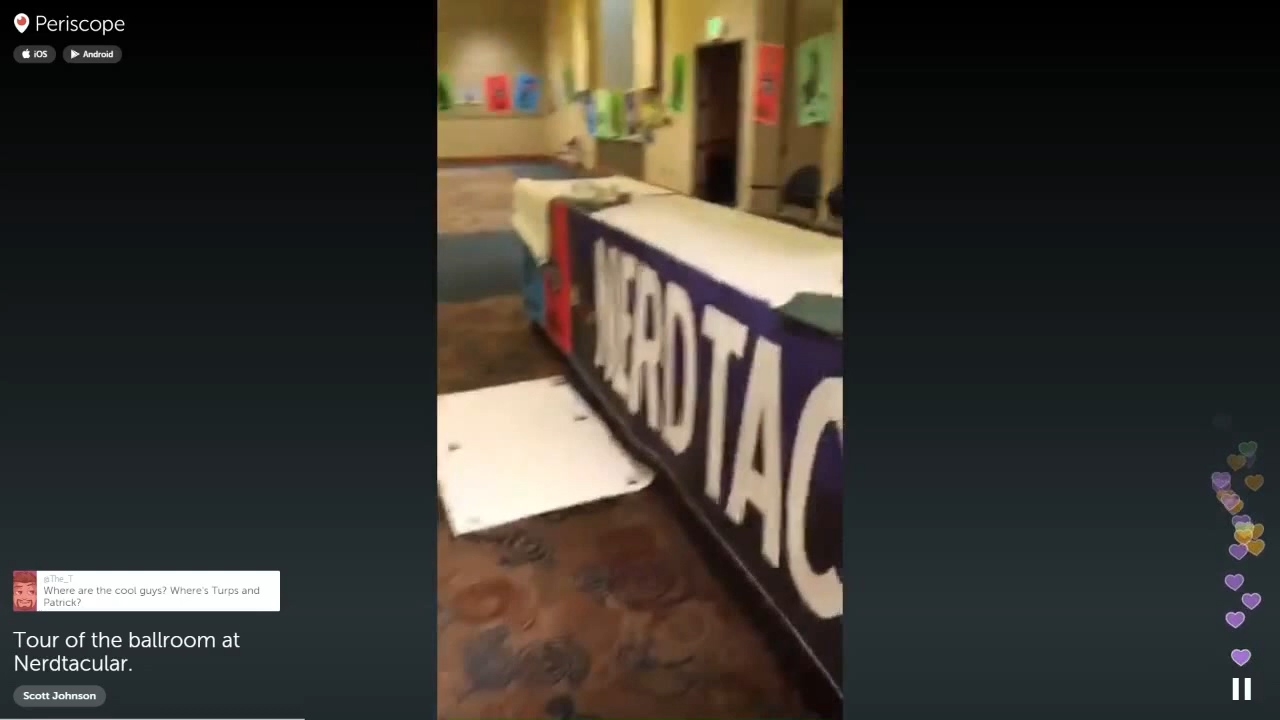 Periscope
iOS
Android
NERDTAC
@The_T
Where are the cool guys? Where's Turps and
Patrick?
Tour of the ballroom at
Nerdtacular.
Scott Johnson